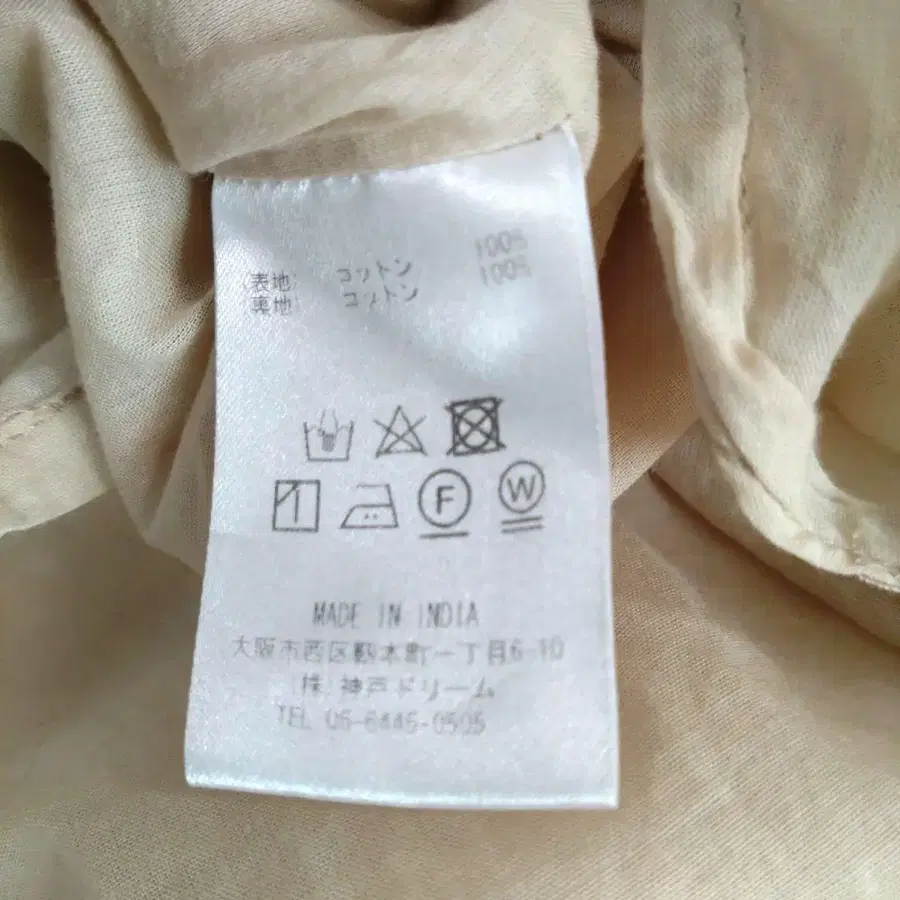 表地 コットン 100%
裏地 コットン 100%
F W
MADE IN INDIA
大阪市西区靱本町一丁目6-10
(株)神戸ドリーム
TEL 06-6445-0505